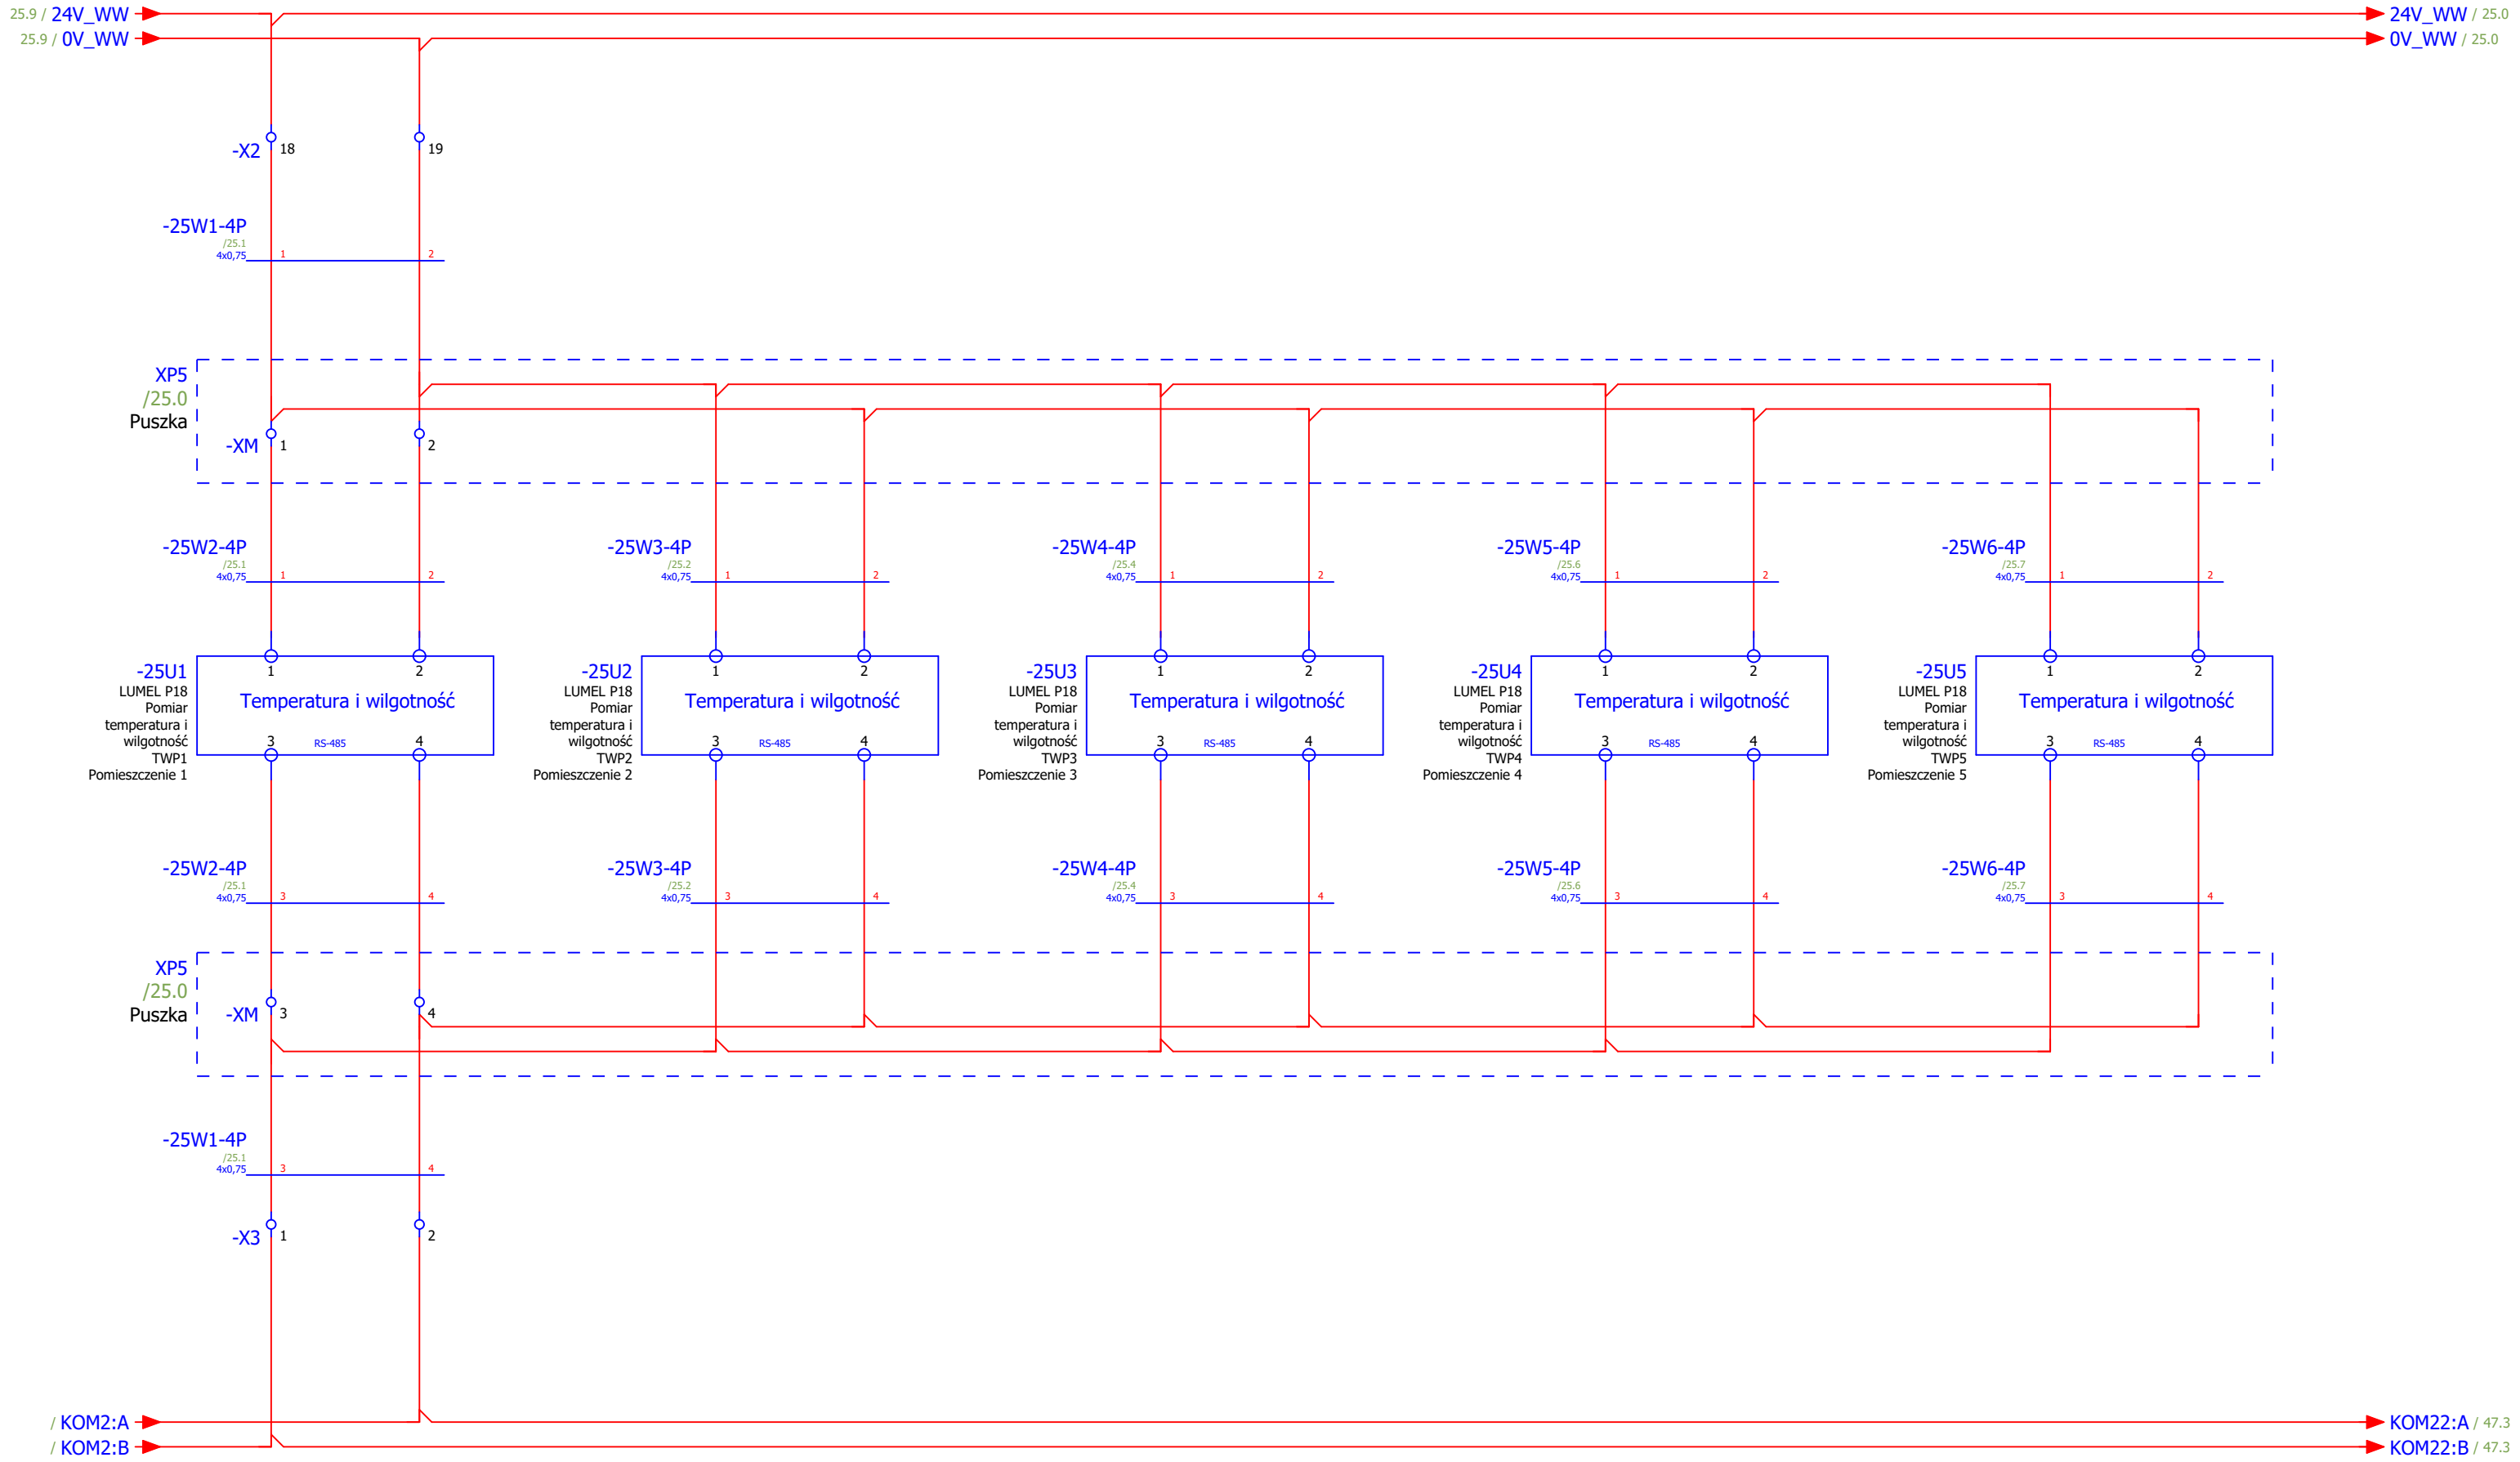 25.9 / 24V_WW
24V_WW / 25.0
25.9 / 0V_WW
0V_WW / 25.0
-X2
18
19
-25W1-4P
/25.1
4x0,75
1
2
XP5
/25.0
Puszka
-XM
1
2
-25W2-4P
/25.1
4x0,75
1
2
-25W3-4P
/25.2
4x0,75
1
2
-25W4-4P
/25.4
4x0,75
1
2
-25W5-4P
/25.6
4x0,75
1
2
-25W6-4P
/25.7
4x0,75
1
2
-25U1
LUMEL P18
Pomiar
temperatura i
wilgotność
TWP1
Pomieszczenie 1
1
2
Temperatura i wilgotność
3
RS-485
4
-25U2
LUMEL P18
Pomiar
temperatura i
wilgotność
TWP2
Pomieszczenie 2
1
2
Temperatura i wilgotność
3
RS-485
4
-25U3
LUMEL P18
Pomiar
temperatura i
wilgotność
TWP3
Pomieszczenie 3
1
2
Temperatura i wilgotność
3
RS-485
4
-25U4
LUMEL P18
Pomiar
temperatura i
wilgotność
TWP4
Pomieszczenie 4
1
2
Temperatura i wilgotność
3
RS-485
4
-25U5
LUMEL P18
Pomiar
temperatura i
wilgotność
TWP5
Pomieszczenie 5
1
2
Temperatura i wilgotność
3
RS-485
4
-25W2-4P
/25.1
4x0,75
3
4
-25W3-4P
/25.2
4x0,75
3
4
-25W4-4P
/25.4
4x0,75
3
4
-25W5-4P
/25.6
4x0,75
3
4
-25W6-4P
/25.7
4x0,75
3
4
XP5
/25.0
Puszka
-XM
3
4
-25W1-4P
/25.1
4x0,75
3
4
-X3
1
2
/ KOM2:A
KOM22:A / 47.3
/ KOM2:B
KOM22:B / 47.3